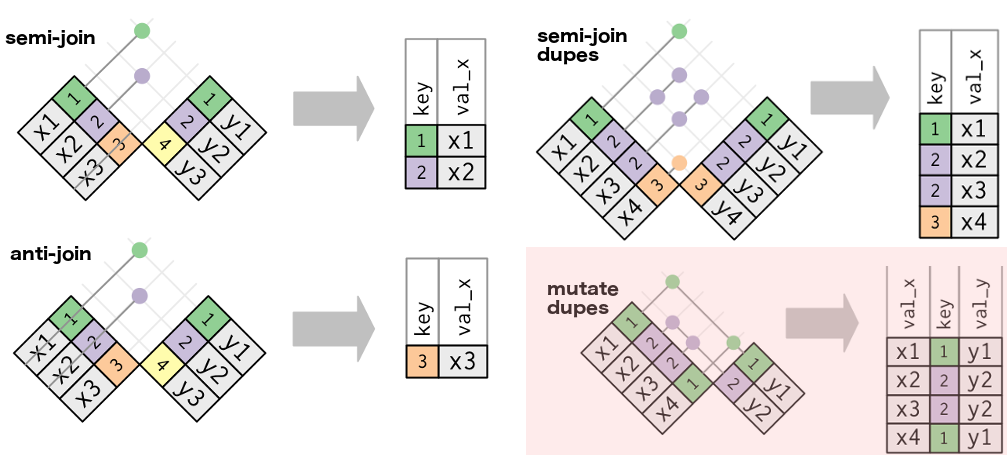 semi-join
x1 1
x2 2
x3 3
1 y1
2 y2
4 y3
key val_x
1 x1
2 x2
semi-join
dupes
x1 1
x2 2
x3 2
x4 3
1 y1
2 y2
2 y3
3 y4
key val_x
1 x1
2 x2
2 x3
3 x4
anti-join
x1 1
x2 2
x3 3
1 y1
2 y2
4 y3
key val_x
3 x3
mutate
dupes
x1 1
x2 2
x3 2
x4 1
1 y1
2 y2
val_x key val_y
x1 1 y1
x2 2 y2
x3 2 y2
x4 1 y1